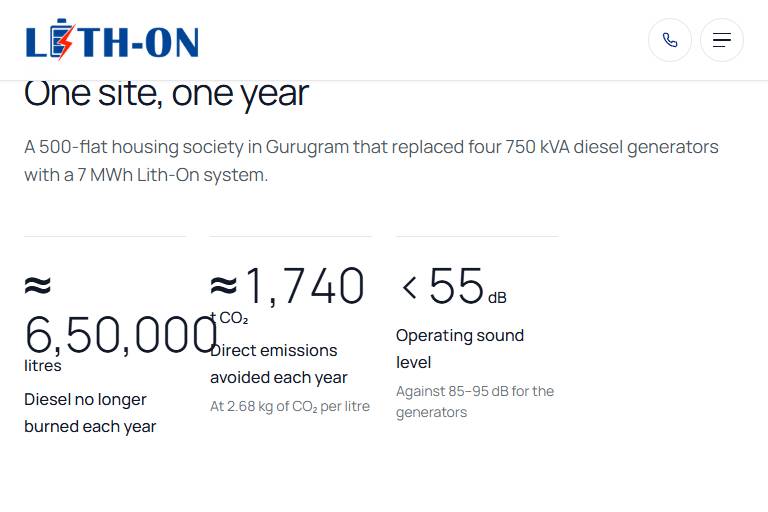 LITH-ON
One site, one year
A 500-flat housing society in Gurugram that replaced four 750 kVA diesel generators
with a 7 MWh Lith-On system.
≈
6,50,000
litres
Diesel no longer
burned each year
≈1,740
t CO₂
Direct emissions
avoided each year
At 2.68 kg of CO₂ per litre
<55 dB
Operating sound
level
Against 85–95 dB for the
generators